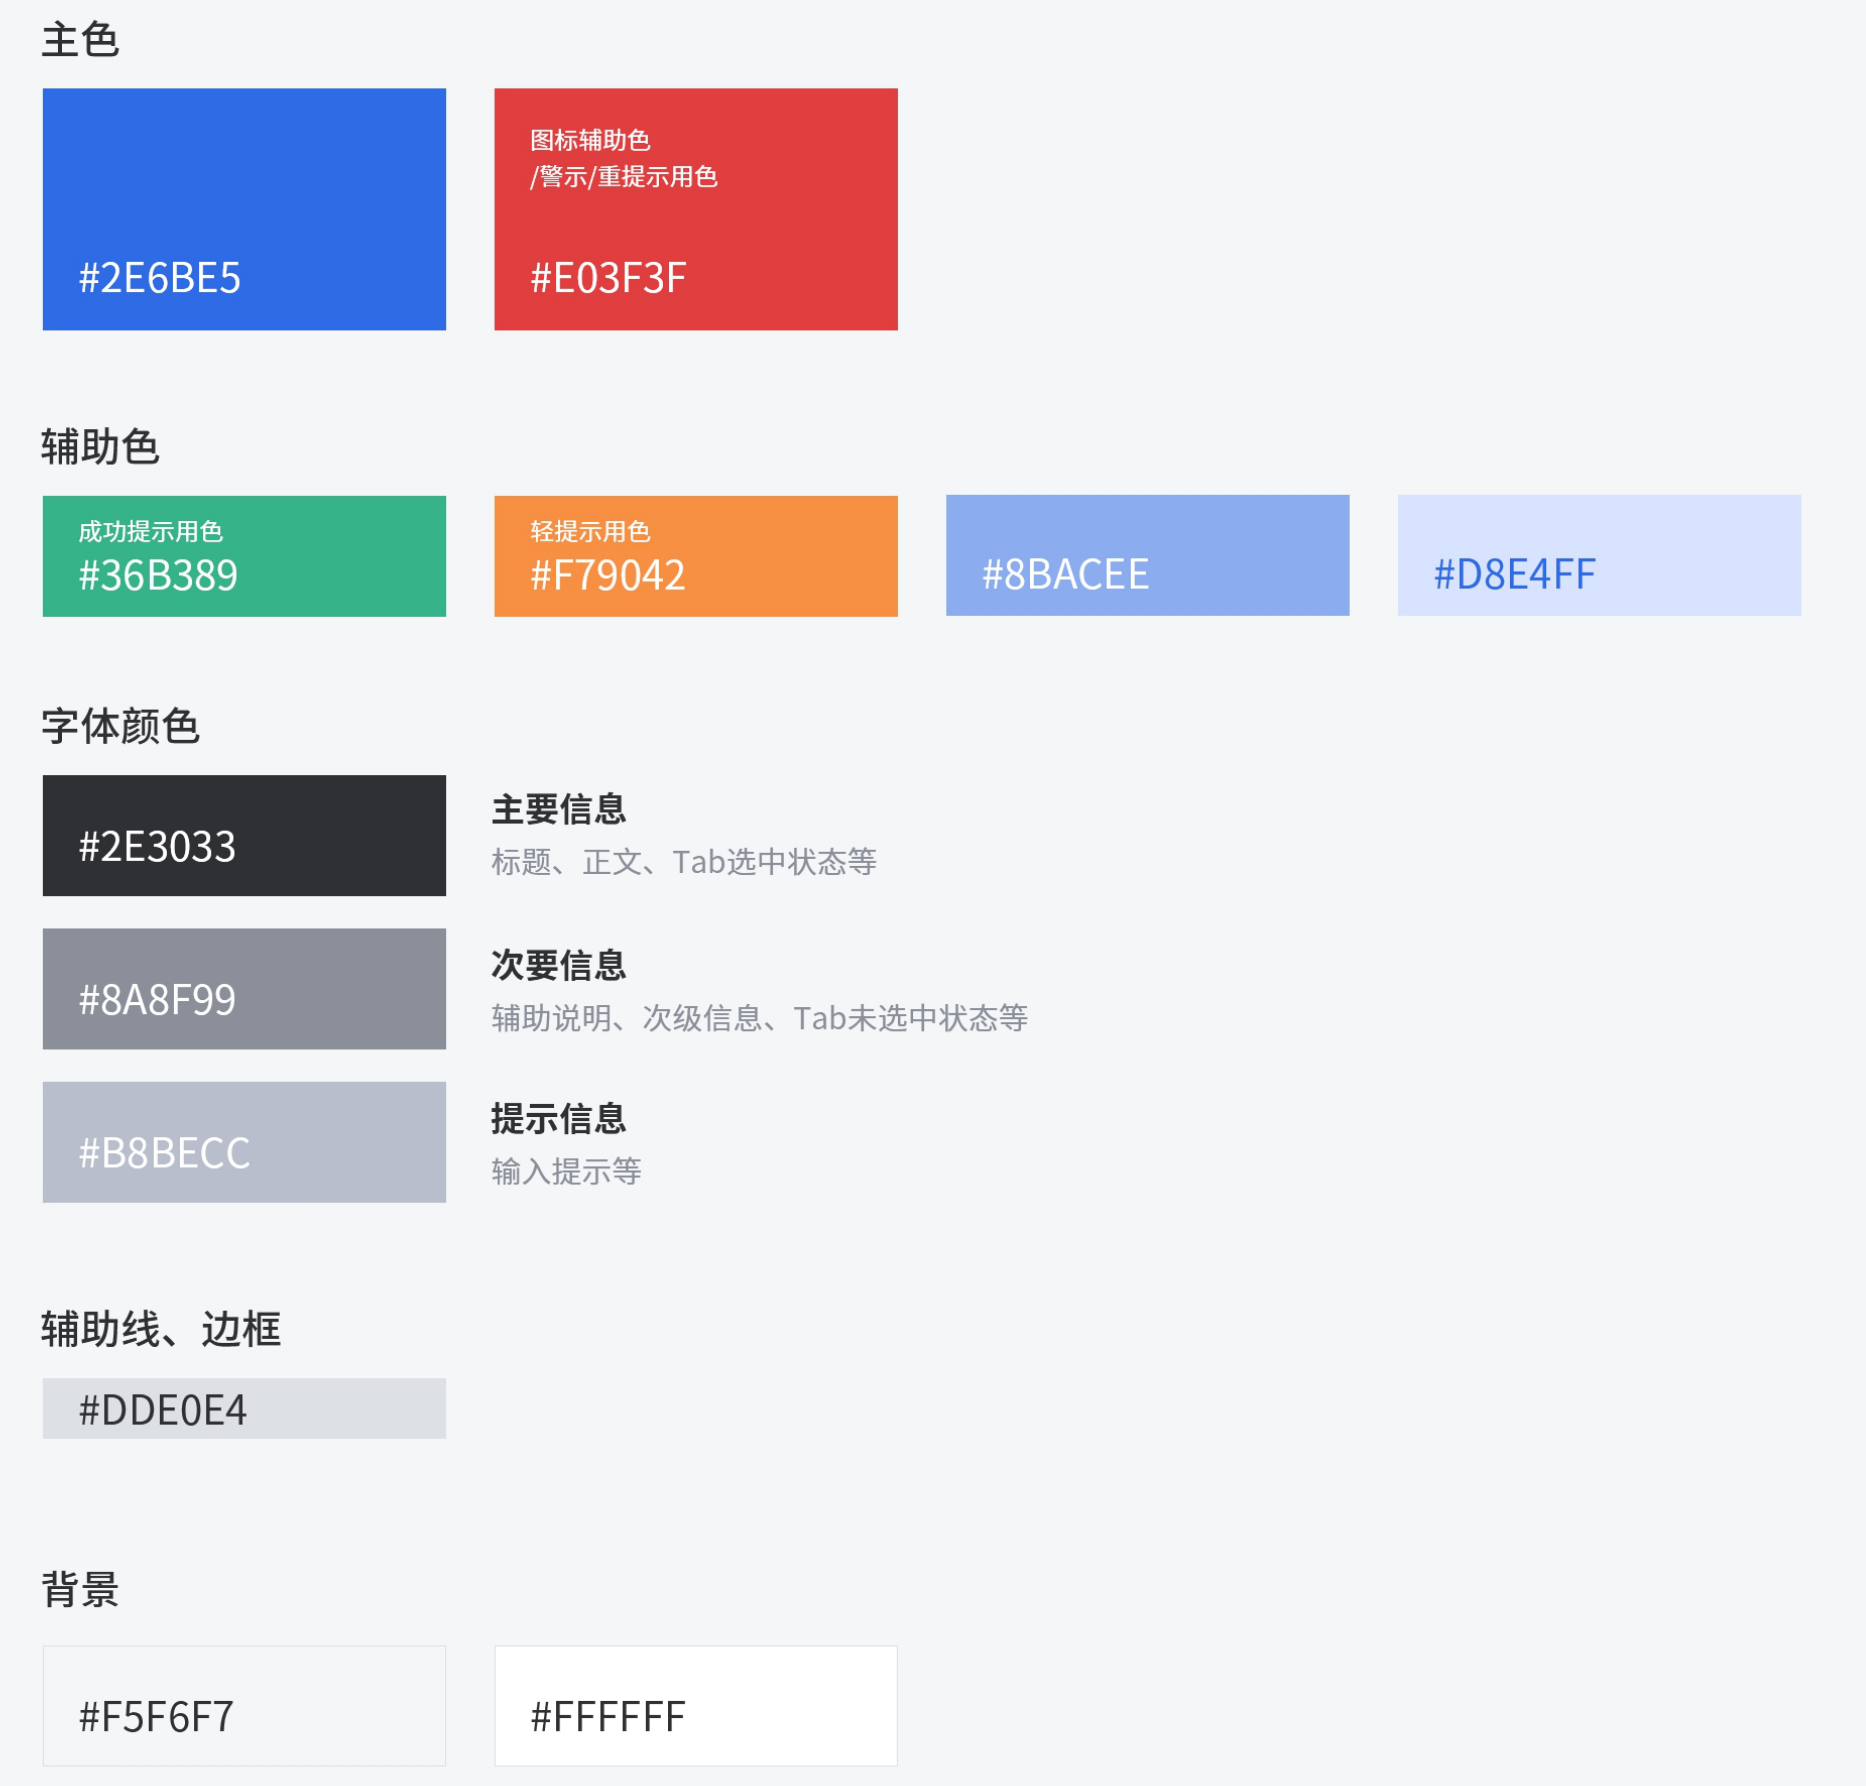 主色
图标辅助色
/警示/重提示用色
#2E6BE5
#E03F3F
辅助色
成功提示用色
#36B389
轻提示用色
#F79042
#8BACEE
#D8E4FF
字体颜色
#2E3033
主要信息
标题、正文、Tab选中状态等
#8A8F99
次要信息
辅助说明、次级信息、Tab未选中状态等
#B8BECC
提示信息
输入提示等
辅助线、边框
#DDE0E4
背景
#F5F6F7
#FFFFFF